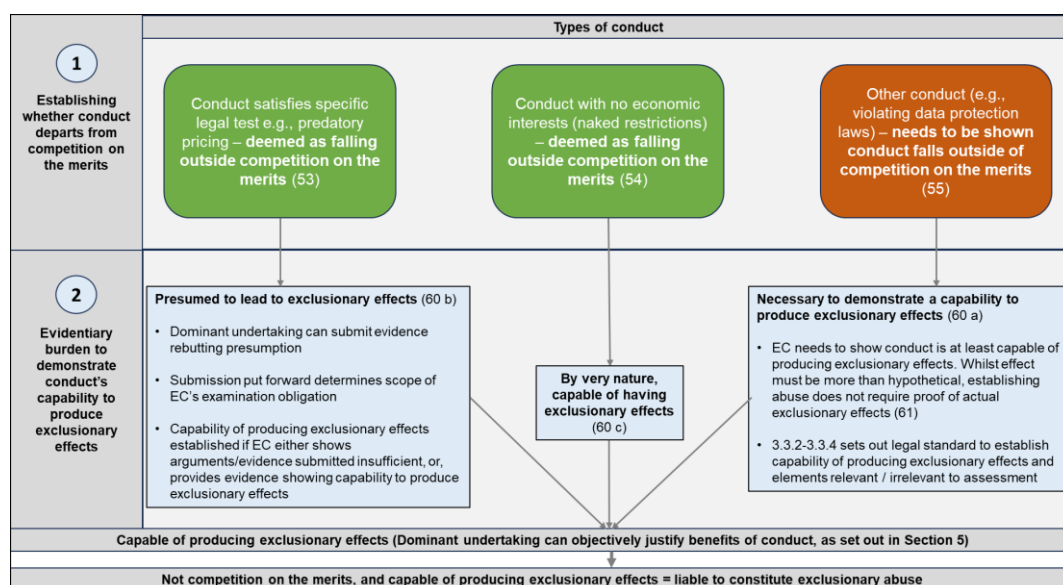 Types of conduct
1
Establishing
whether conduct
departs from
competition on
the merits
Conduct satisfies specific
legal test e.g., predatory
pricing – deemed as falling
outside competition on the
merits (53)
Conduct with no economic
interests (naked restrictions)
– deemed as falling
outside competition on the
merits (54)
Other conduct (e.g.,
violating data protection
laws) – needs to be shown
conduct falls outside of
competition on the merits
(55)
2
Evidentiary
burden to
demonstrate
conduct's
capability to
produce
exclusionary
effects
Presumed to lead to exclusionary effects (60 b)
• Dominant undertaking can submit evidence
rebutting presumption
• Submission put forward determines scope of
EC's examination obligation
• Capability of producing exclusionary effects
established if EC either shows
arguments/evidence submitted insufficient, or,
provides evidence showing capability to produce
exclusionary effects
By very nature,
capable of having
exclusionary effects
(60 c)
Necessary to demonstrate a capability to
produce exclusionary effects (60 a)
• EC needs to show conduct is at least capable of
producing exclusionary effects. Whilst effect
must be more than hypothetical, establishing
abuse does not require proof of actual
exclusionary effects (61)
• 3.3.2-3.3.4 sets out legal standard to establish
capability of producing exclusionary effects and
elements relevant / irrelevant to assessment
Capable of producing exclusionary effects (Dominant undertaking can objectively justify benefits of conduct, as set out in Section 5)
Not competition on the merits, and capable of producing exclusionary effects = liable to constitute exclusionary abuse